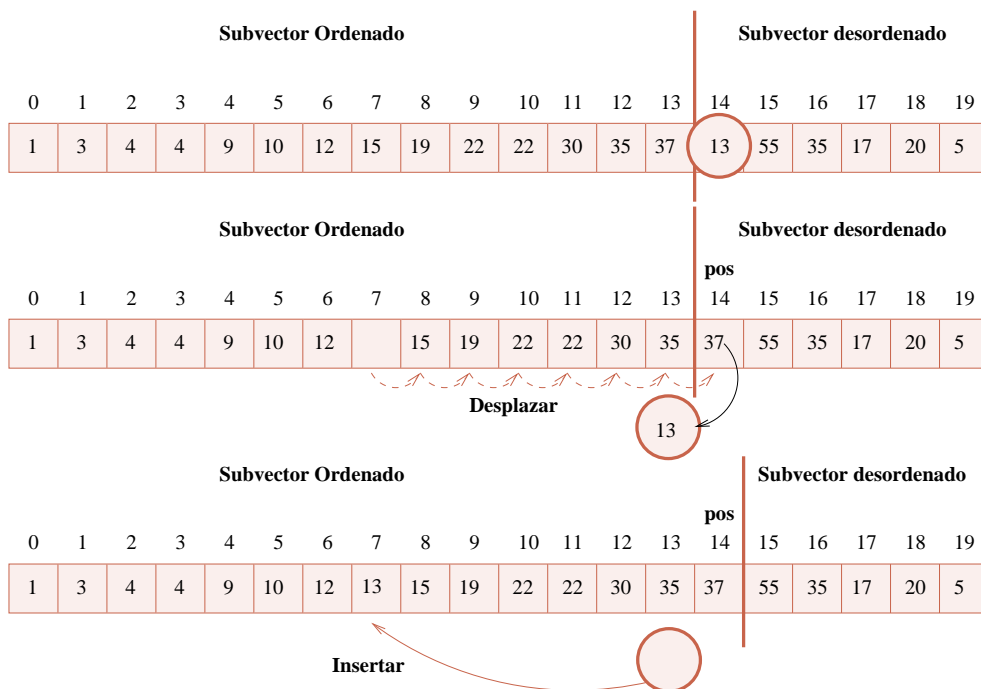 Subvector Ordenado Subvector desordenado
0 1 2 3 4 5 6 7 8 9 10 11 12 13 14 15 16 17 18 19
1 3 4 4 9 10 12 15 19 22 22 30 35 37 13 55 35 17 20 5
Subvector Ordenado Subvector desordenado
pos
0 1 2 3 4 5 6 7 8 9 10 11 12 13 14 15 16 17 18 19
1 3 4 4 9 10 12 15 19 22 22 30 35 37 55 35 17 20 5
Desplazar
13
Subvector Ordenado Subvector desordenado
pos
0 1 2 3 4 5 6 7 8 9 10 11 12 13 14 15 16 17 18 19
1 3 4 4 9 10 12 13 15 19 22 22 30 35 37 55 35 17 20 5
Insertar